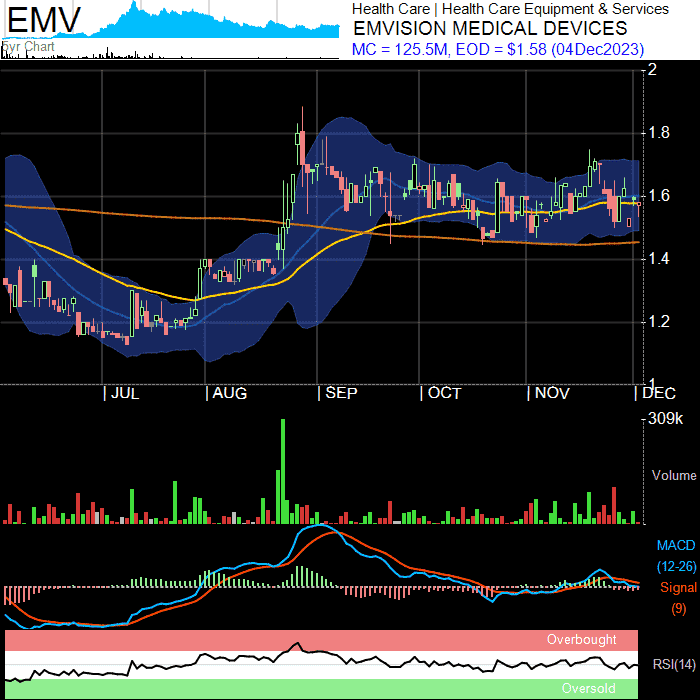 EMV
Health Care | Health Care Equipment & Services
EMVISION MEDICAL DEVICES
5yr Chart
MC = 125.5M, EOD = $1.58 (04Dec2023)
2
1.8
1.6
1.4
1.2
1
| JUL | AUG | SEP | OCT | NOV | DEC
309k
Volume
MACD
(12-26)
Signal
(9)
Overbought
RSI(14)
Oversold